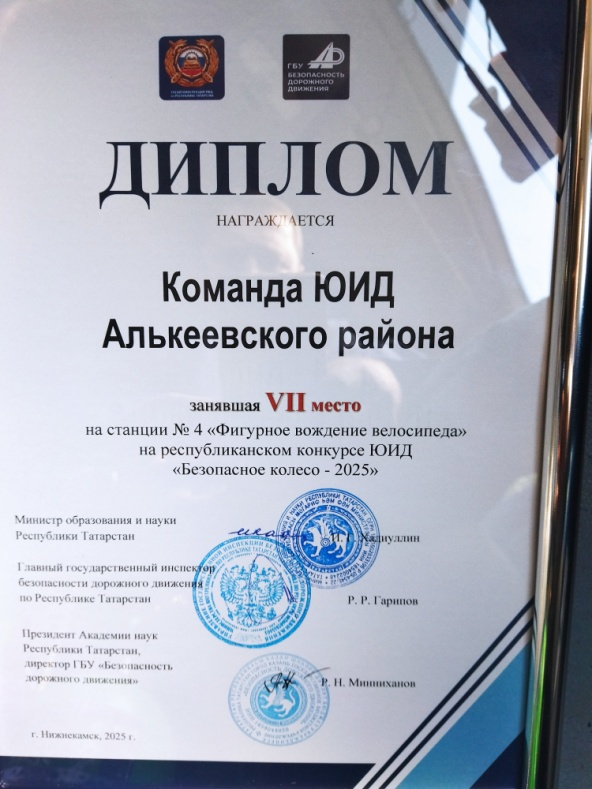 ГБУ
БЕЗОПАСНОСТЬ
ДОРОЖНОГО
ДВИЖЕНИЯ
ДИПЛОМ
НАГРАЖДАЕТСЯ
Команда ЮИД
Алькеевского района
занявшая VII место
на станции № 4 «Фигурное вождение велосипеда»
на республиканском конкурсе ЮИД
«Безопасное колесо - 2025»
Министр образования и науки
Республики Татарстан
Хадиуллин
Главный государственный инспектор
безопасности дорожного движения
по Республике Татарстан
Р. Р. Гарипов
Президент Академии наук
Республики Татарстан,
директор ГБУ «Безопасность
дорожного движения»
Р. Н. Минниханов
г. Нижнекамск, 2025 г.